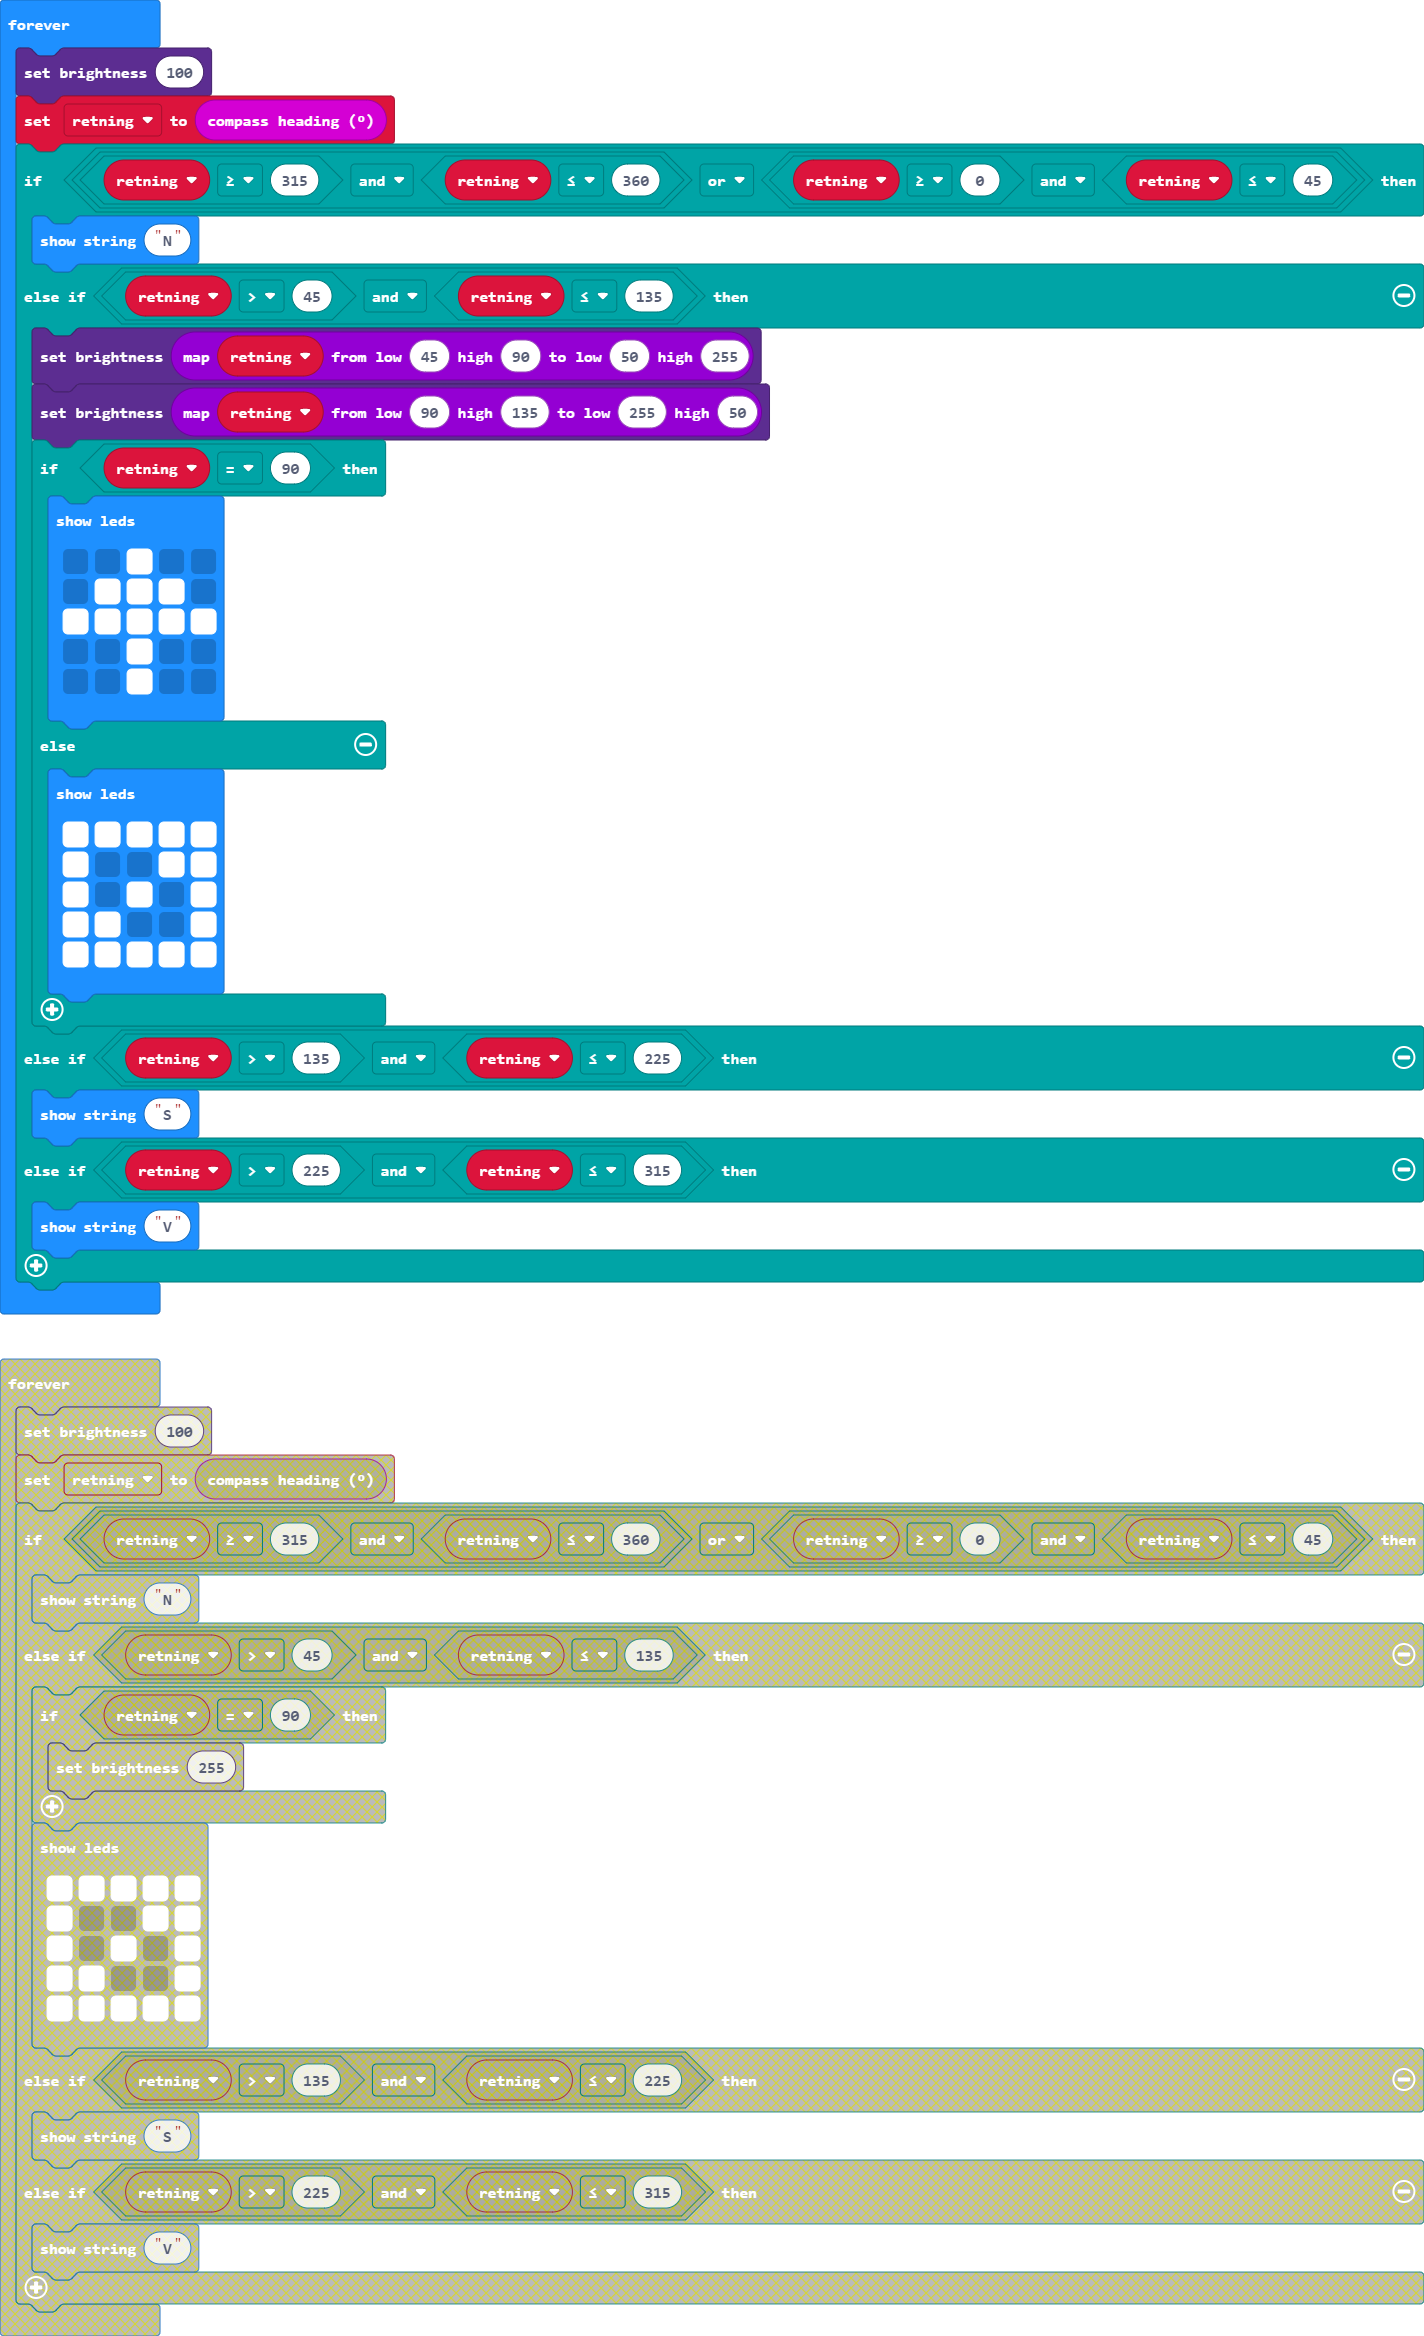 forever
set brightness 100
set retning to compass heading (°)
if retning ≥ 315 and retning ≤ 360 or retning ≥ 0 and retning ≤ 45 then
show string "N"
else if retning > 45 and retning ≤ 135 then
set brightness map retning from low 45 high 90 to low 50 high 255
set brightness map retning from low 90 high 135 to low 255 high 50
if retning = 90 then
show leds
else
show leds
else if retning > 135 and retning ≤ 225 then
show string "S"
else if retning > 225 and retning ≤ 315 then
show string "V"
forever
set brightness 100
set retning to compass heading (°)
if retning ≥ 315 and retning ≤ 360 or retning ≥ 0 and retning ≤ 45 then
show string "N"
else if retning > 45 and retning ≤ 135 then
if retning = 90 then
set brightness 255
show leds
else if retning > 135 and retning ≤ 225 then
show string "S"
else if retning > 225 and retning ≤ 315 then
show string "V"